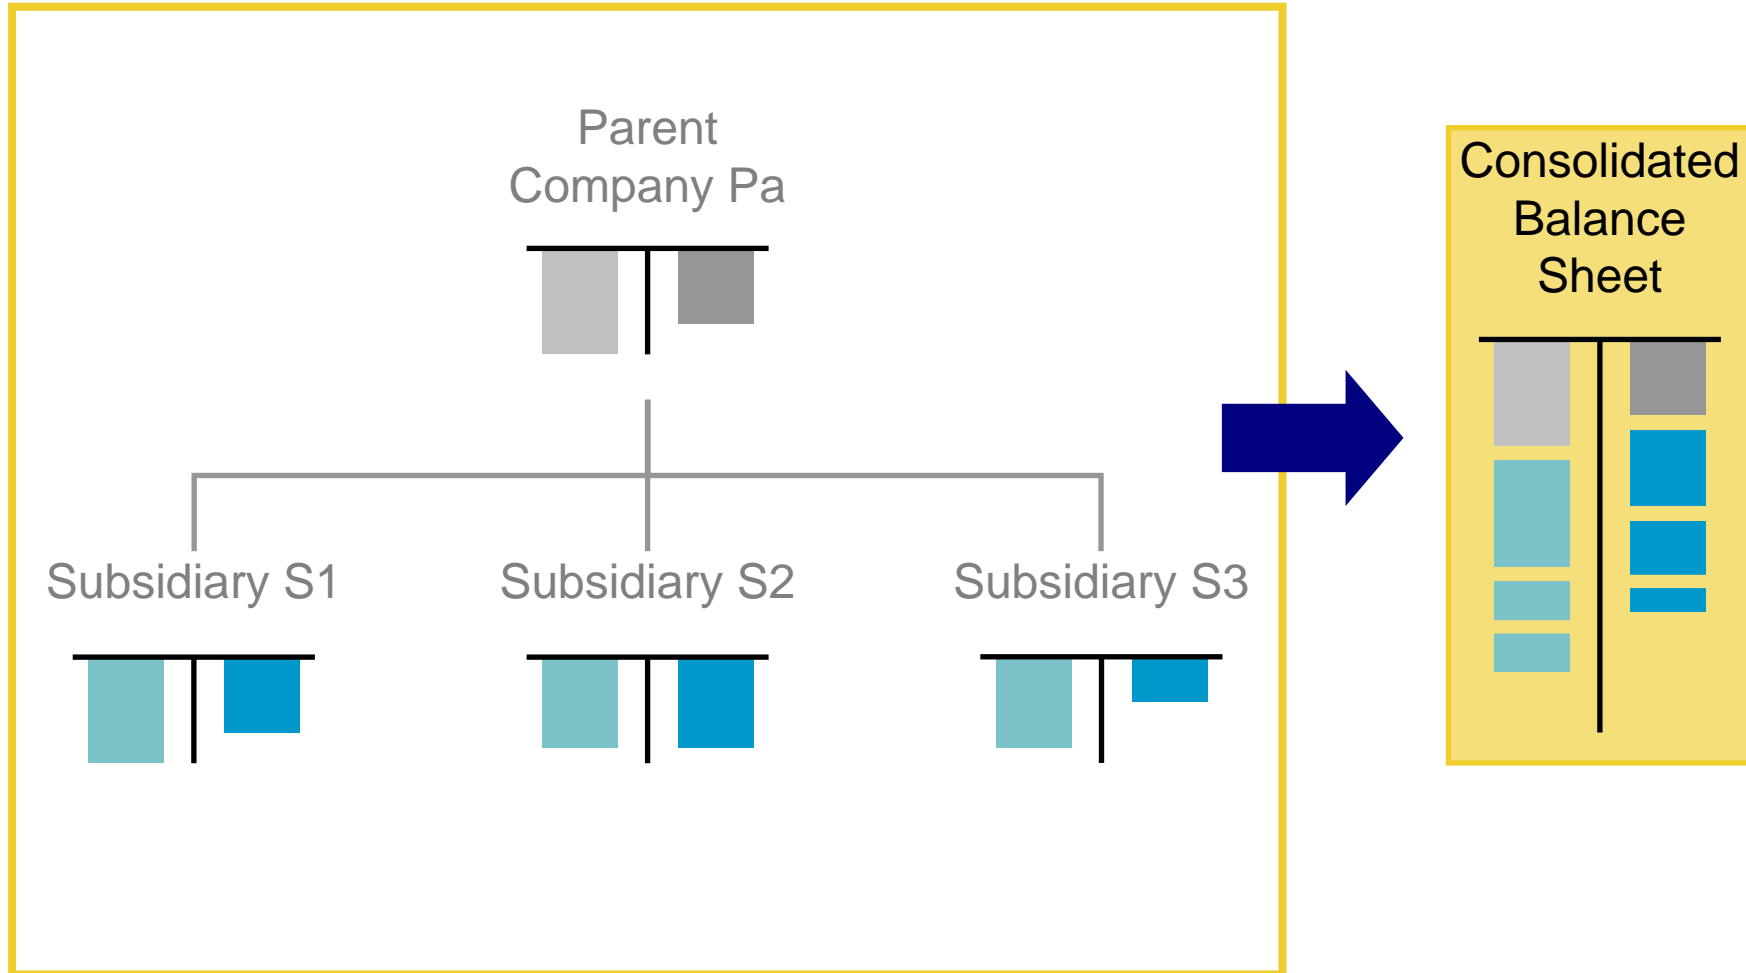 Parent
Company Pa
Consolidated
Balance
Sheet
Subsidiary S1
Subsidiary S2
Subsidiary S3